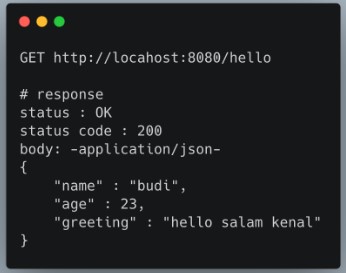 GET http://locahost:8080/hello
# response
status : OK
status code : 200
body: -application/json-
{
    "name" : "budi",
    "age" : 23,
    "greeting" : "hello salam kenal"
}